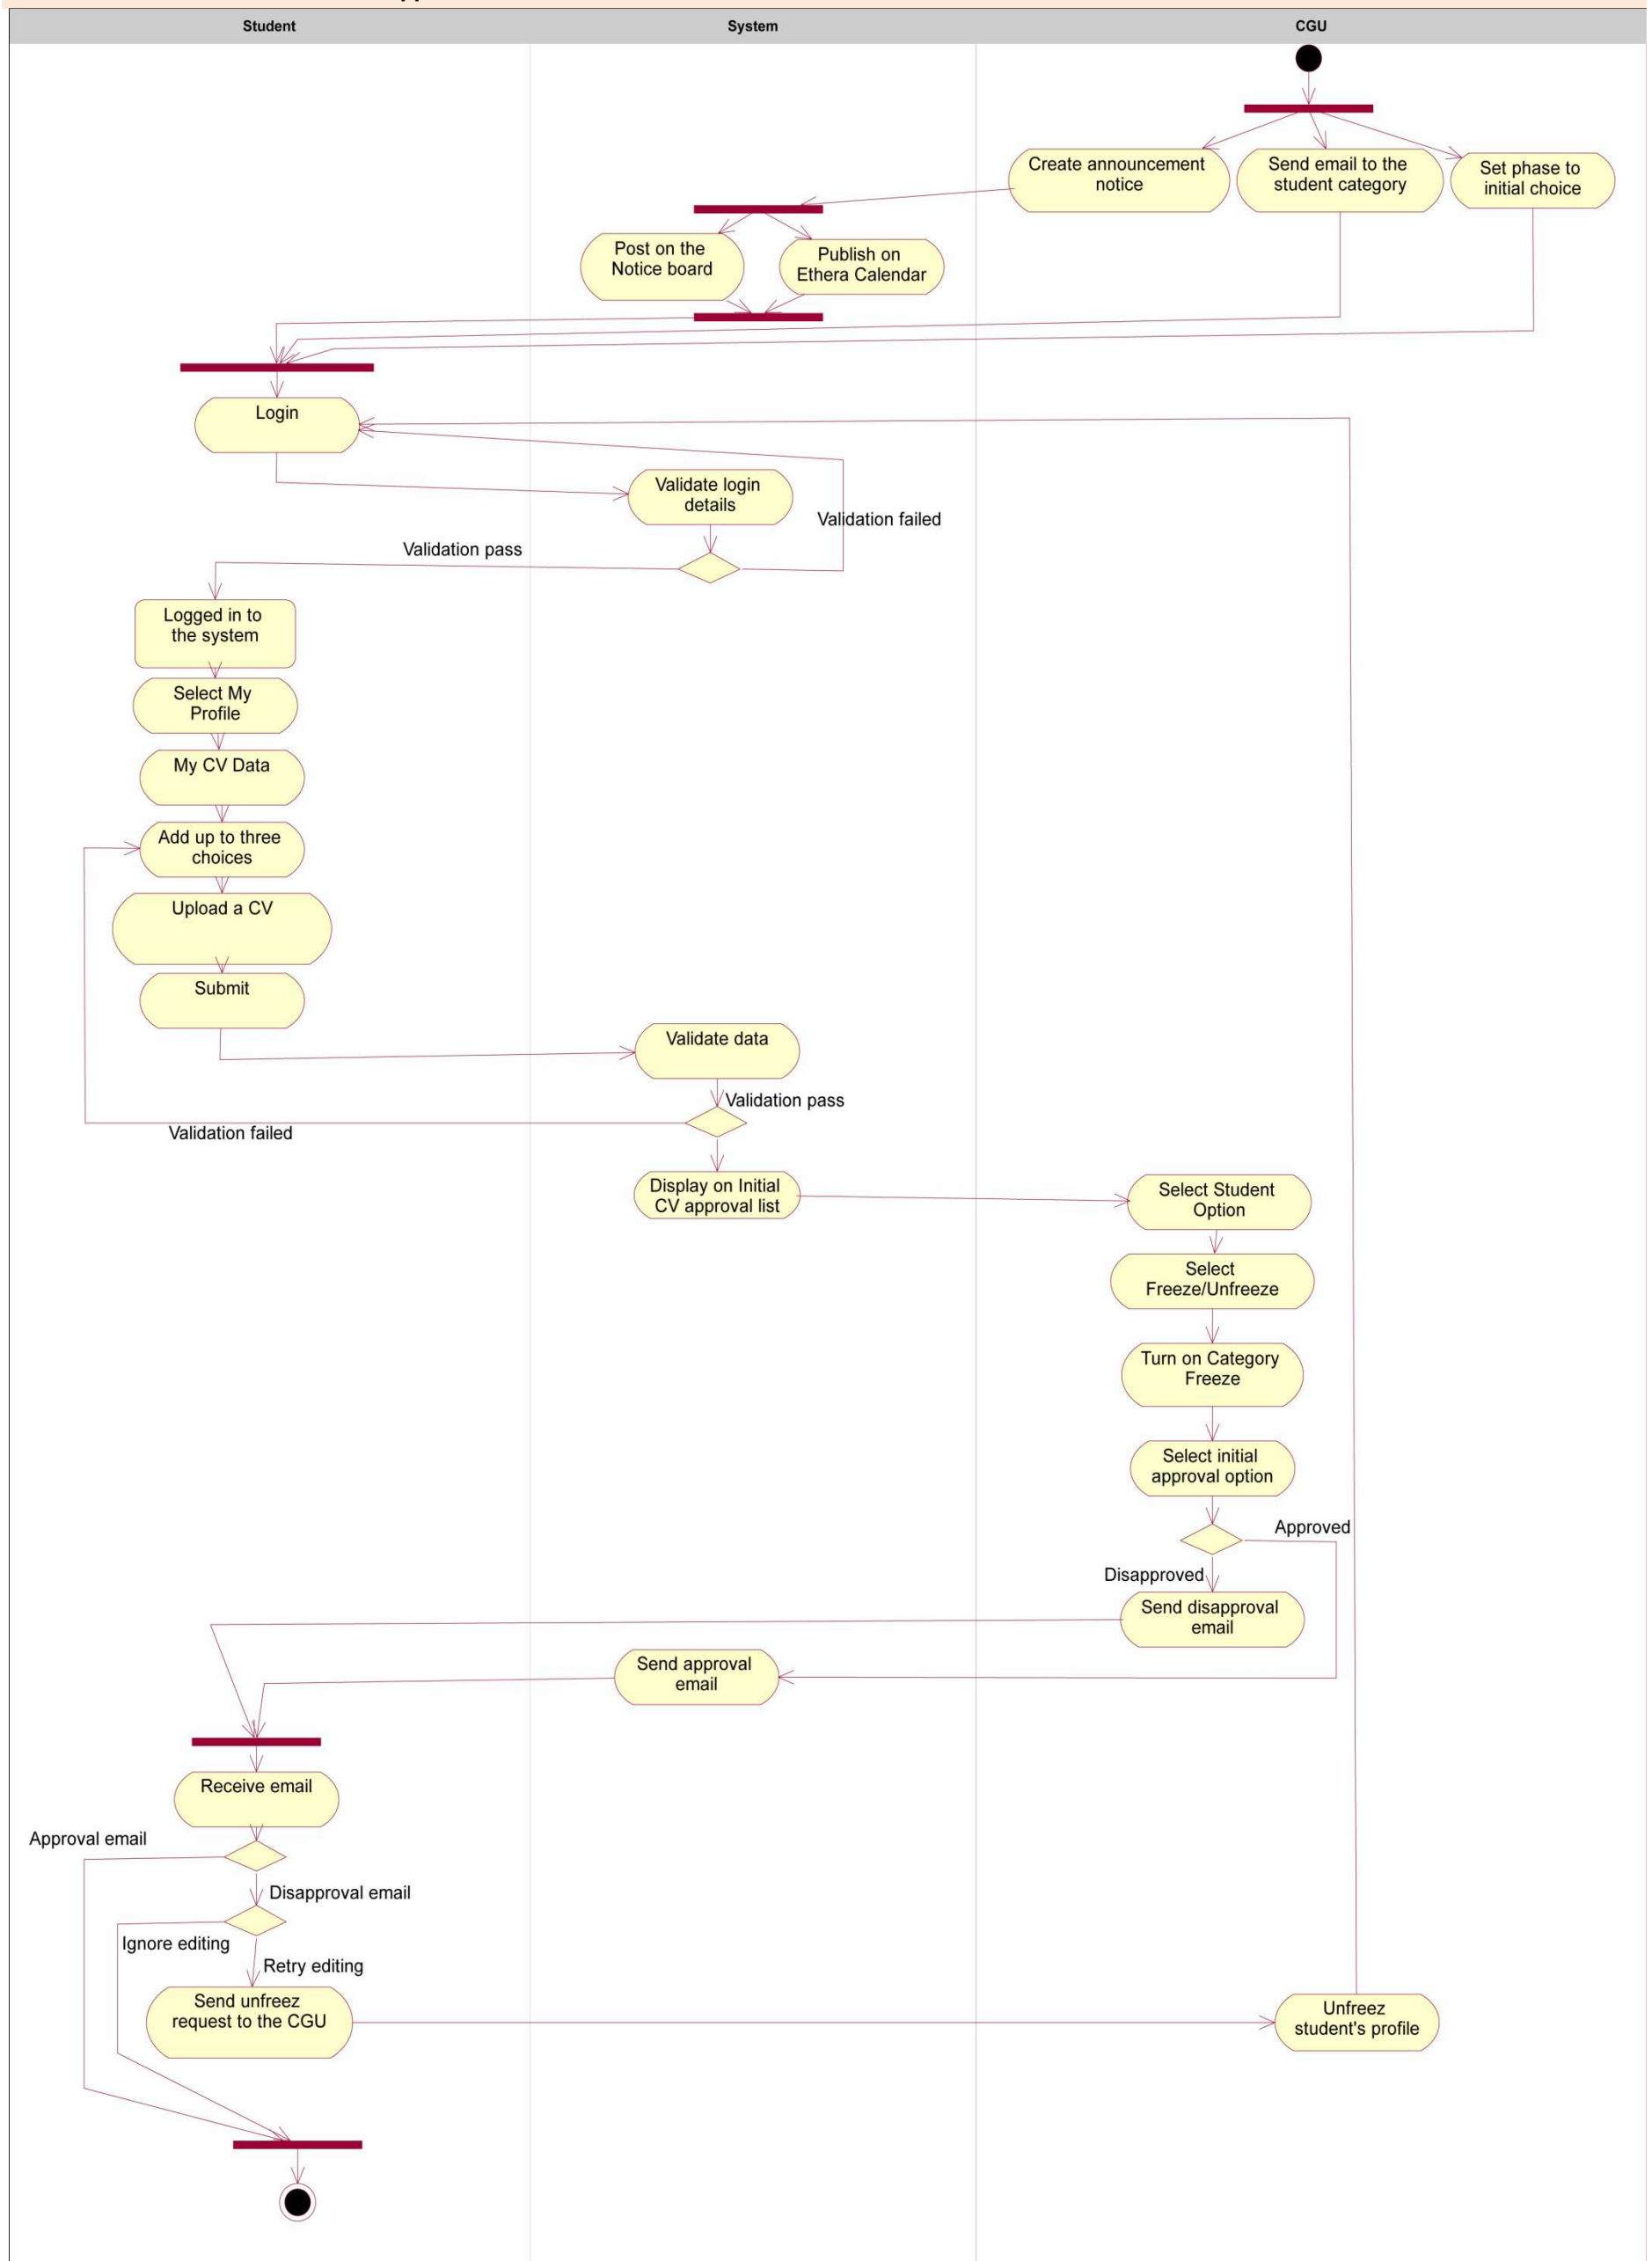 Student
System
CGU
Create announcement
notice
Send email to the
student category
Set phase to
initial choice
Post on the
Notice board
Publish on
Ethera Calendar
Login
Validate login
details
Validation failed
Validation pass
Logged in to
the system
Select My
Profile
My CV Data
Add up to three
choices
Upload a CV
Submit
Validate data
Validation pass
Validation failed
Display on Initial
CV approval list
Select Student
Option
Select
Freeze/Unfreeze
Turn on Category
Freeze
Select initial
approval option
Approved
Disapproved
Send disapproval
email
Send approval
email
Receive email
Approval email
Disapproval email
Ignore editing
Retry editing
Send unfreez
request to the CGU
Unfreez
student's profile